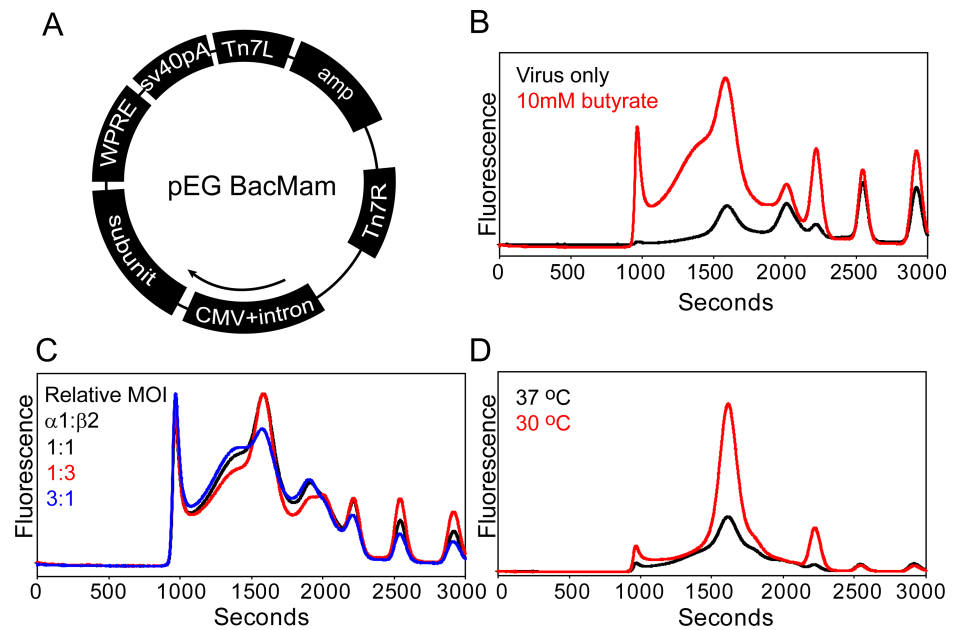 A
sv40pA
Tn7L
amp
WPRE
pEG BacMam
Tn7R
subunit
CMV+intron
B
Virus only
10mM butyrate
Fluorescence
0 500 1000 1500 2000 2500 3000
Seconds
C
Relative MOI
α1:β2
1:1
1:3
3:1
Fluorescence
0 500 1000 1500 2000 2500 3000
Seconds
D
37 ºC
30 ºC
Fluorescence
0 500 1000 1500 2000 2500 3000
Seconds